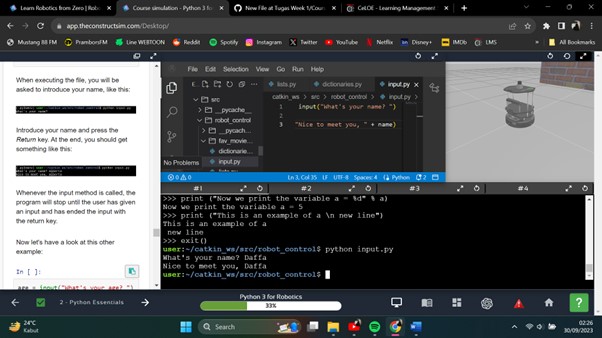 Learn Robotics from Zero | Rea
Course simulation - Python 3 for
New File at Tugas Week 1/Cours
CeLOE - Learning Management
app.theconstructsim.com/Desktop/
Mustang 88 FM
PramborsFM
Line WEBTOON
Reddit
Spotify
Instagram
Twitter
YouTube
Netflix
Disney+
IMDb
LMS
»
All Bookmarks
When executing the file, you will be
asked to introduce your name, like this:
Introduce your name and press the
Return key. At the end, you should get
something like this:
Whenever the input method is called, the
program will stop until the user has given
an input and has ended the input with
the return key.
Now let's have a look at this other
example:
In [ ]:
age = input("What's your age? ")
File Edit Selection View Go Run Help
EXPLORER
src
__pycache__
robot_control
__pycach...
fav_movie...
dictionarie...
input.py
No Problems
lists.py
dictionaries.py
input.py
catkin_ws > src > robot_control > input.py >
1 input("What's your name? ")
2
3 "Nice to meet you, " + name)
0 0
Ln 3, Col 35 LF UTF-8 Spaces: 4 Python 2
#1
#2
#3
#4
>>> print ("Now we print the variable a = %d" % a)
Now we print the variable a = 5
>>> print ("This is an example of a \n new line")
This is an example of a
new line
>>> exit()
user:~/catkin_ws/src/robot_control$ python input.py
What's your name? Daffa
Nice to meet you, Daffa
user:~/catkin_ws/src/robot_control$
2 - Python Essentials
Python 3 for Robotics
33%
?
24°C
Kabut
Search
02:26
30/09/2023